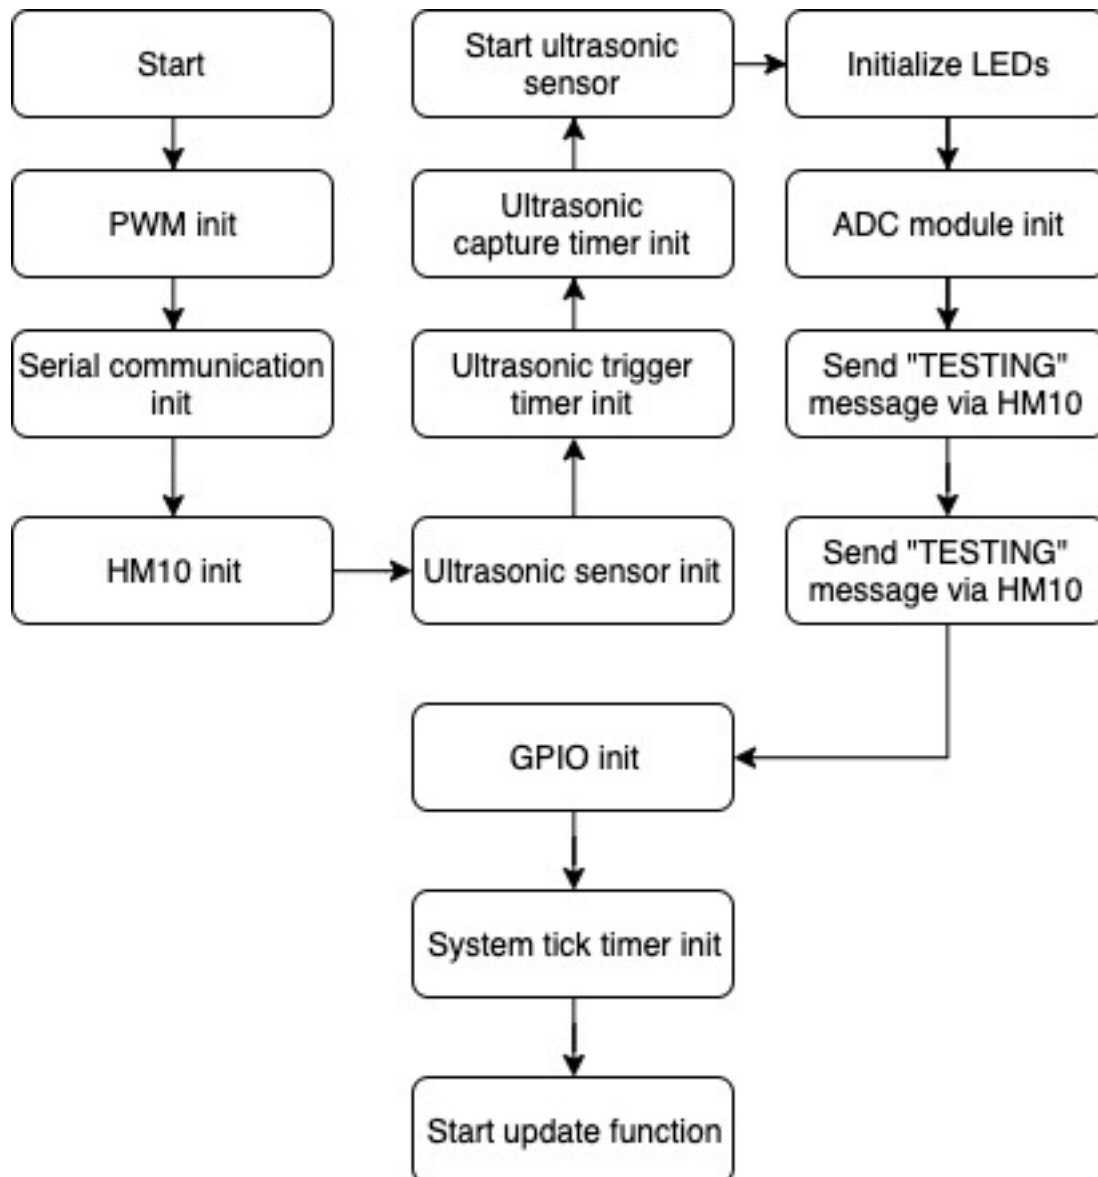 Start
PWM init
Serial communication
init
HM10 init
Ultrasonic sensor init
Ultrasonic trigger
timer init
Ultrasonic
capture timer init
Start ultrasonic
sensor
Initialize LEDs
ADC module init
Send "TESTING"
message via HM10
Send "TESTING"
message via HM10
GPIO init
System tick timer init
Start update function